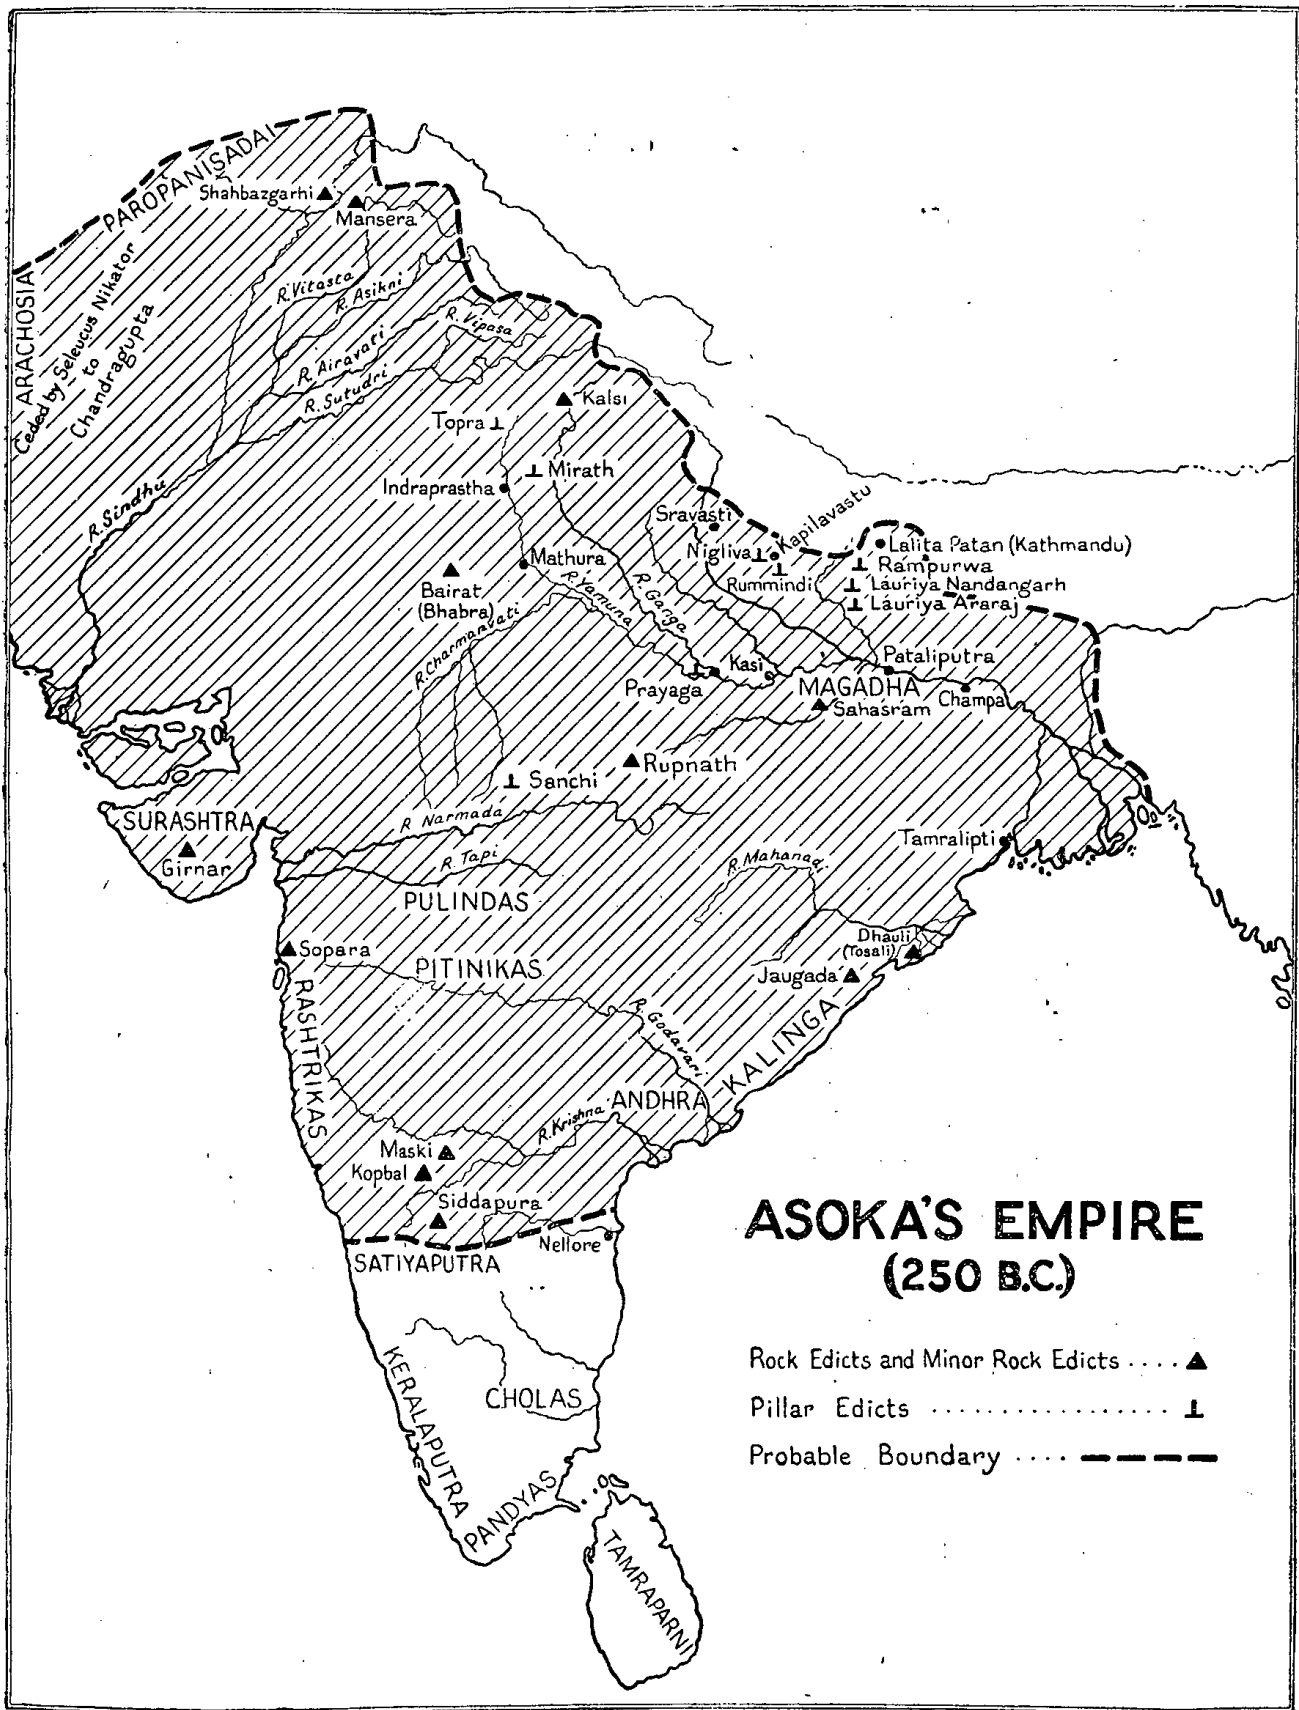 PAROPANISADAI
Shahbazgarhi
Mansera
ARACHOSIA
Ceded by Seleucus Nikator
to
Chandragupta
R. Vitasta
R. Asikni
R. Vipasa
R. Airavati
R. Sutudri
Kalsi
Topra
Mirath
Indraprastha
R. Sindhu
Sravasti
Kapilavastu
Nigliva
Rummindi
Lalita Patan (Kathmandu)
Rampurwa
Lauriya Nandangarh
Lauriya Araraj
Mathura
Bairat
(Bhabra)
R. Yamuna
R. Ganga
R. Charmanvati
Prayaga
Kasi
Pataliputra
MAGADHA
Champa
Sahasram
Rupnath
Sanchi
SURASHTRA
Girnar
R Narmada
R. Tapi
Tamralipti
R. Mahanadi
PULINDAS
Dhauli
(Tosali)
Sopara
PITINIKAS
Jaugada
RASHTRIKAS
R. Godavari
KALINGA
ANDHRA
R. Krishna
Maski
Kopbal
Siddapura
Nellore
SATIYAPUTRA
ASOKA'S EMPIRE
(250 B.C.)
Rock Edicts and Minor Rock Edicts ....
Pillar Edicts .................
Probable Boundary ....
KERALAPUTRA
CHOLAS
PANDYAS
TAMRAPARNI